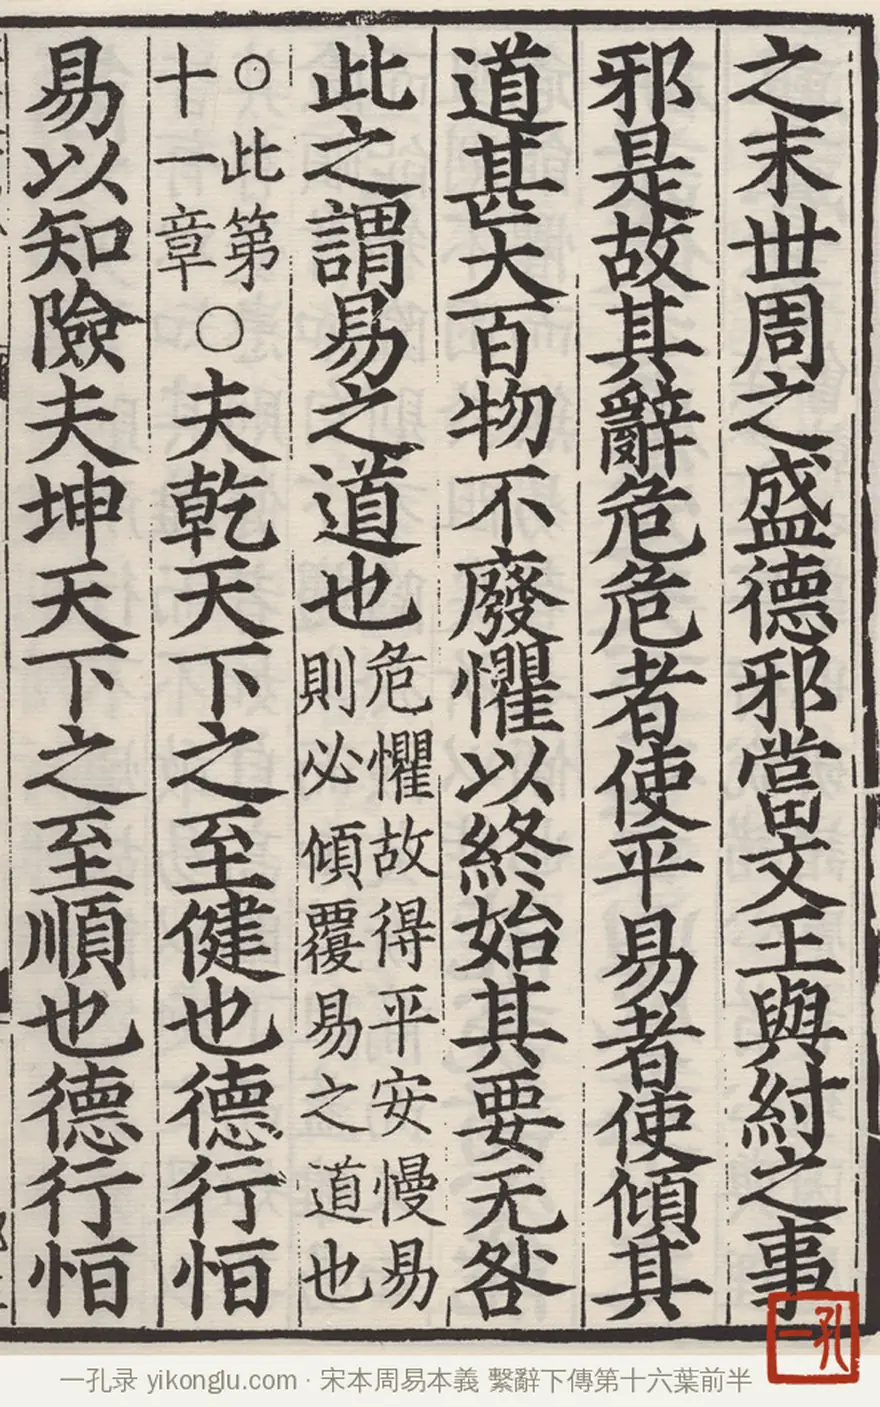 之末世周之盛德邪當文王與紂之事
邪是故其辭危危者使平易者使傾其
道甚大百物不廢懼以終始其要无咎
此之謂易之道也危懼故得平安慢易
則必傾覆易之道也
○此第
十一章
○夫乾天下之至健也德行恒
易以知險夫坤天下之至順也德行恒
一孔
一孔录 yikonglu.com · 宋本周易本義 繫辭下傳第十六葉前半